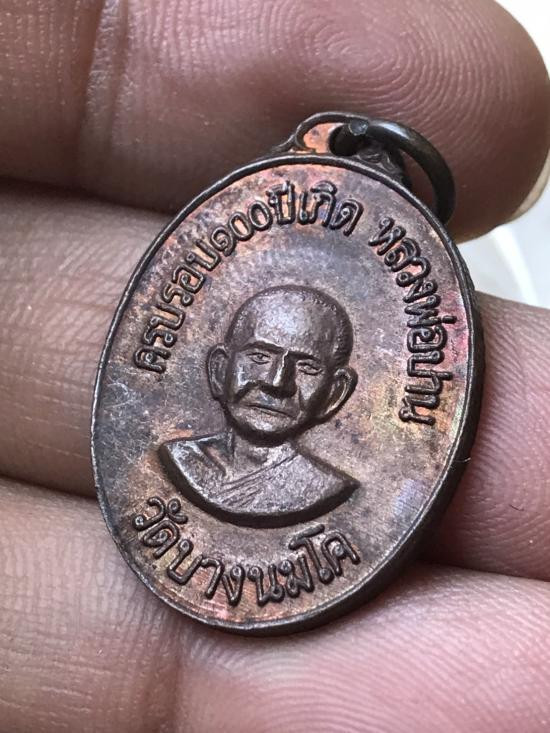 ครบรอบ๑๐๐ปีเกิด หลวงพ่อปาน
วัดบางนมโค